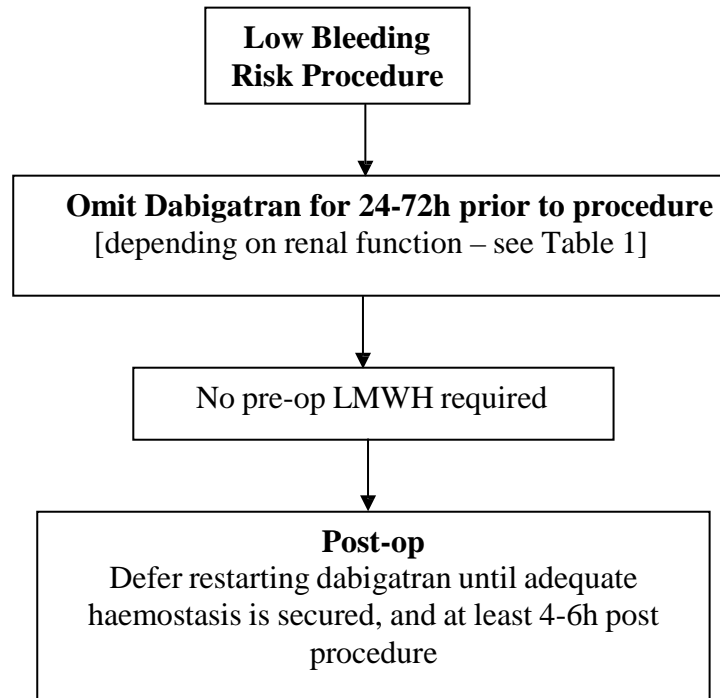 Low Bleeding
Risk Procedure
Omit Dabigatran for 24-72h prior to procedure
[depending on renal function – see Table 1]
No pre-op LMWH required
Post-op
Defer restarting dabigatran until adequate
haemostasis is secured, and at least 4-6h post
procedure